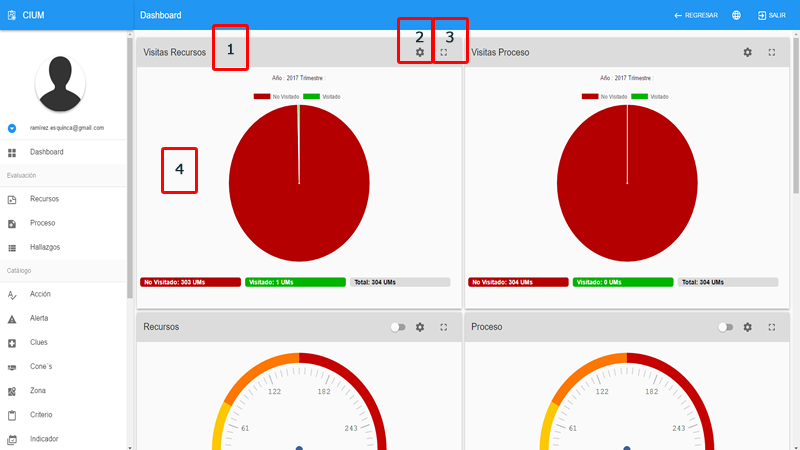 CIUM
Dashboard
REGRESAR
SALIR
ramirez.esquinca@gmail.com
Dashboard
Evaluación
Recursos
Proceso
Hallazgos
Catálogo
Acción
Alerta
Clues
Cone´s
Zona
Criterio
Indicador
Visitas Recursos
1
2
3
Año : 2017 Trimestre :
No Visitado Visitado
4
No Visitado: 303 UMs Visitado: 1 UMs Total: 304 UMs
Visitas Proceso
Año : 2017 Trimestre :
No Visitado Visitado
No Visitado: 304 UMs Visitado: 0 UMs Total: 304 UMs
Recursos
122 182
61 243
Proceso
122 182
61 243